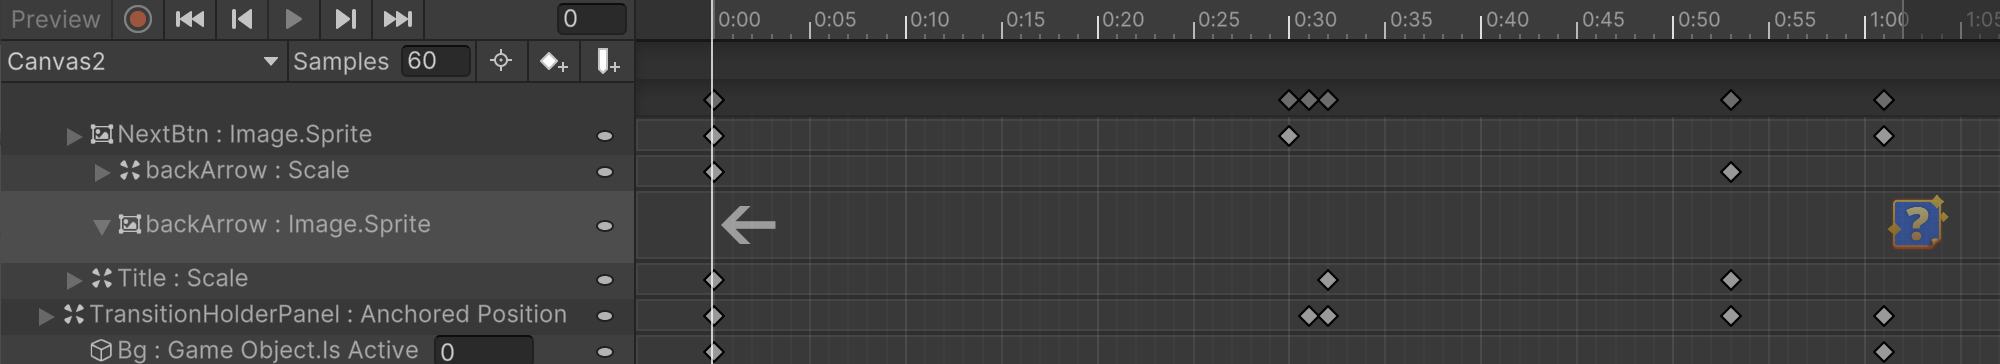 Preview 0 0:00 0:05 0:10 0:15 0:20 0:25 0:30 0:35 0:40 0:45 0:50 0:55 1:00 1:05
Canvas2 Samples 60
NextBtn : Image.Sprite
backArrow : Scale
backArrow : Image.Sprite
?
Title : Scale
TransitionHolderPanel : Anchored Position
Bg : Game Object.Is Active 0